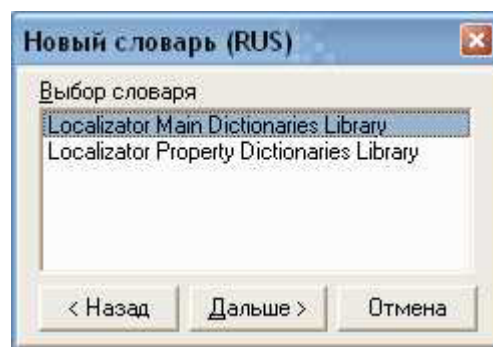 Новый словарь (RUS)
Выбор словаря
Localizator Main Dictionaries Library
Localizator Property Dictionaries Library
< Назад Дальше > Отмена